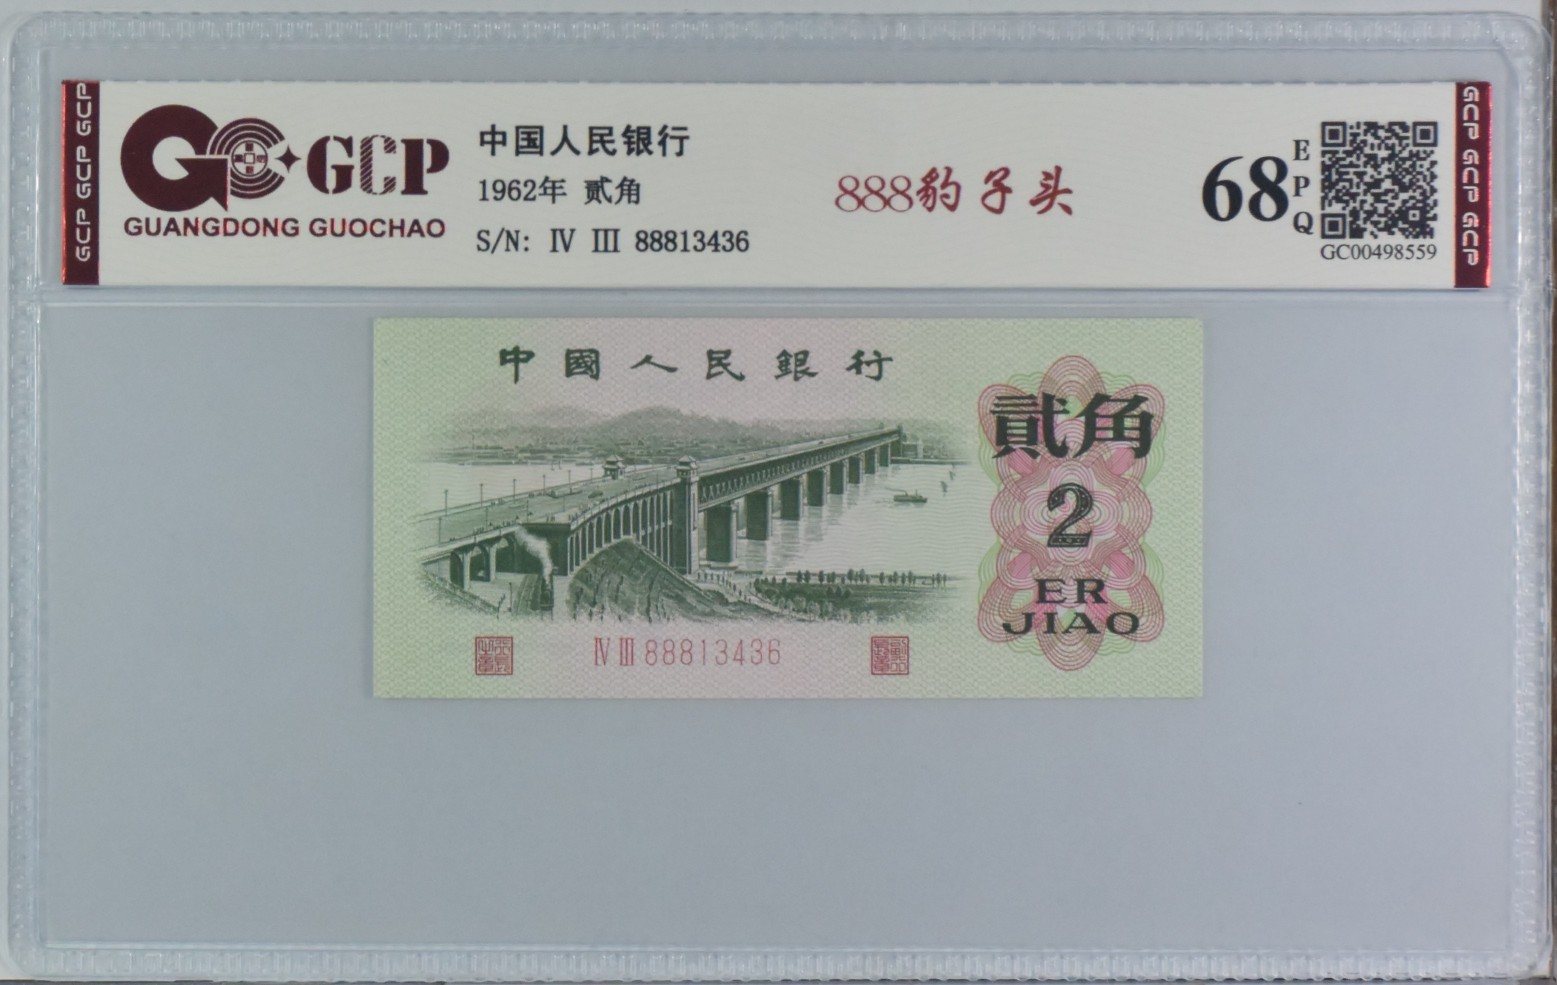 GCP GCP GCP
GCP
GUANGDONG GUOCHAO
中国人民银行
1962年 贰角
S/N: Ⅳ Ⅲ 88813436
888豹子头
68
E
P
Q
GC00498559
GCP GCP GCP
中國人民銀行
貳角
2
ER
JIAO
Ⅳ Ⅲ 88813436